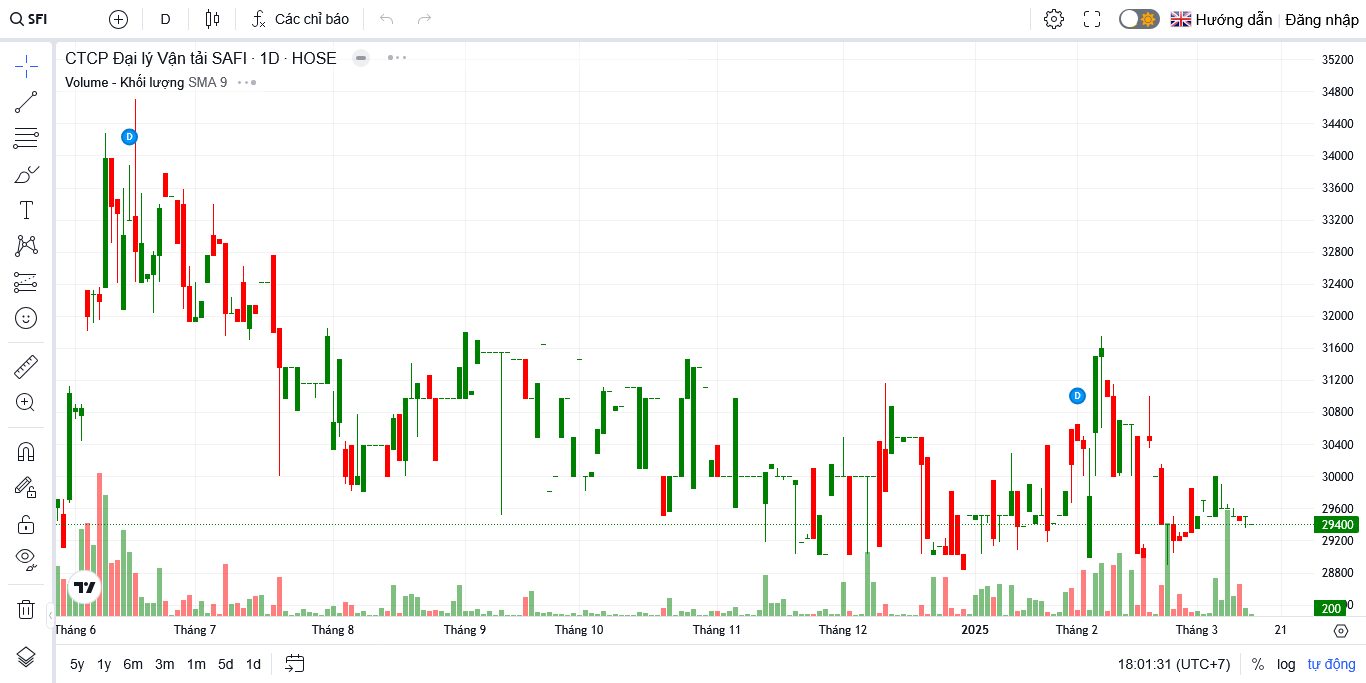 SFI D Các chỉ báo Hướng dẫn Đăng nhập
CTCP Đại lý Vận tải SAFI · 1D · HOSE
Volume - Khối lượng SMA 9
D
D
35200
34800
34400
34000
33600
33200
32800
32400
32000
31600
31200
30800
30400
30000
29600
29400
29200
28800
200
Tháng 6 Tháng 7 Tháng 8 Tháng 9 Tháng 10 Tháng 11 Tháng 12 2025 Tháng 2 Tháng 3 21
5y 1y 6m 3m 1m 5d 1d 18:01:31 (UTC+7) % log tự động